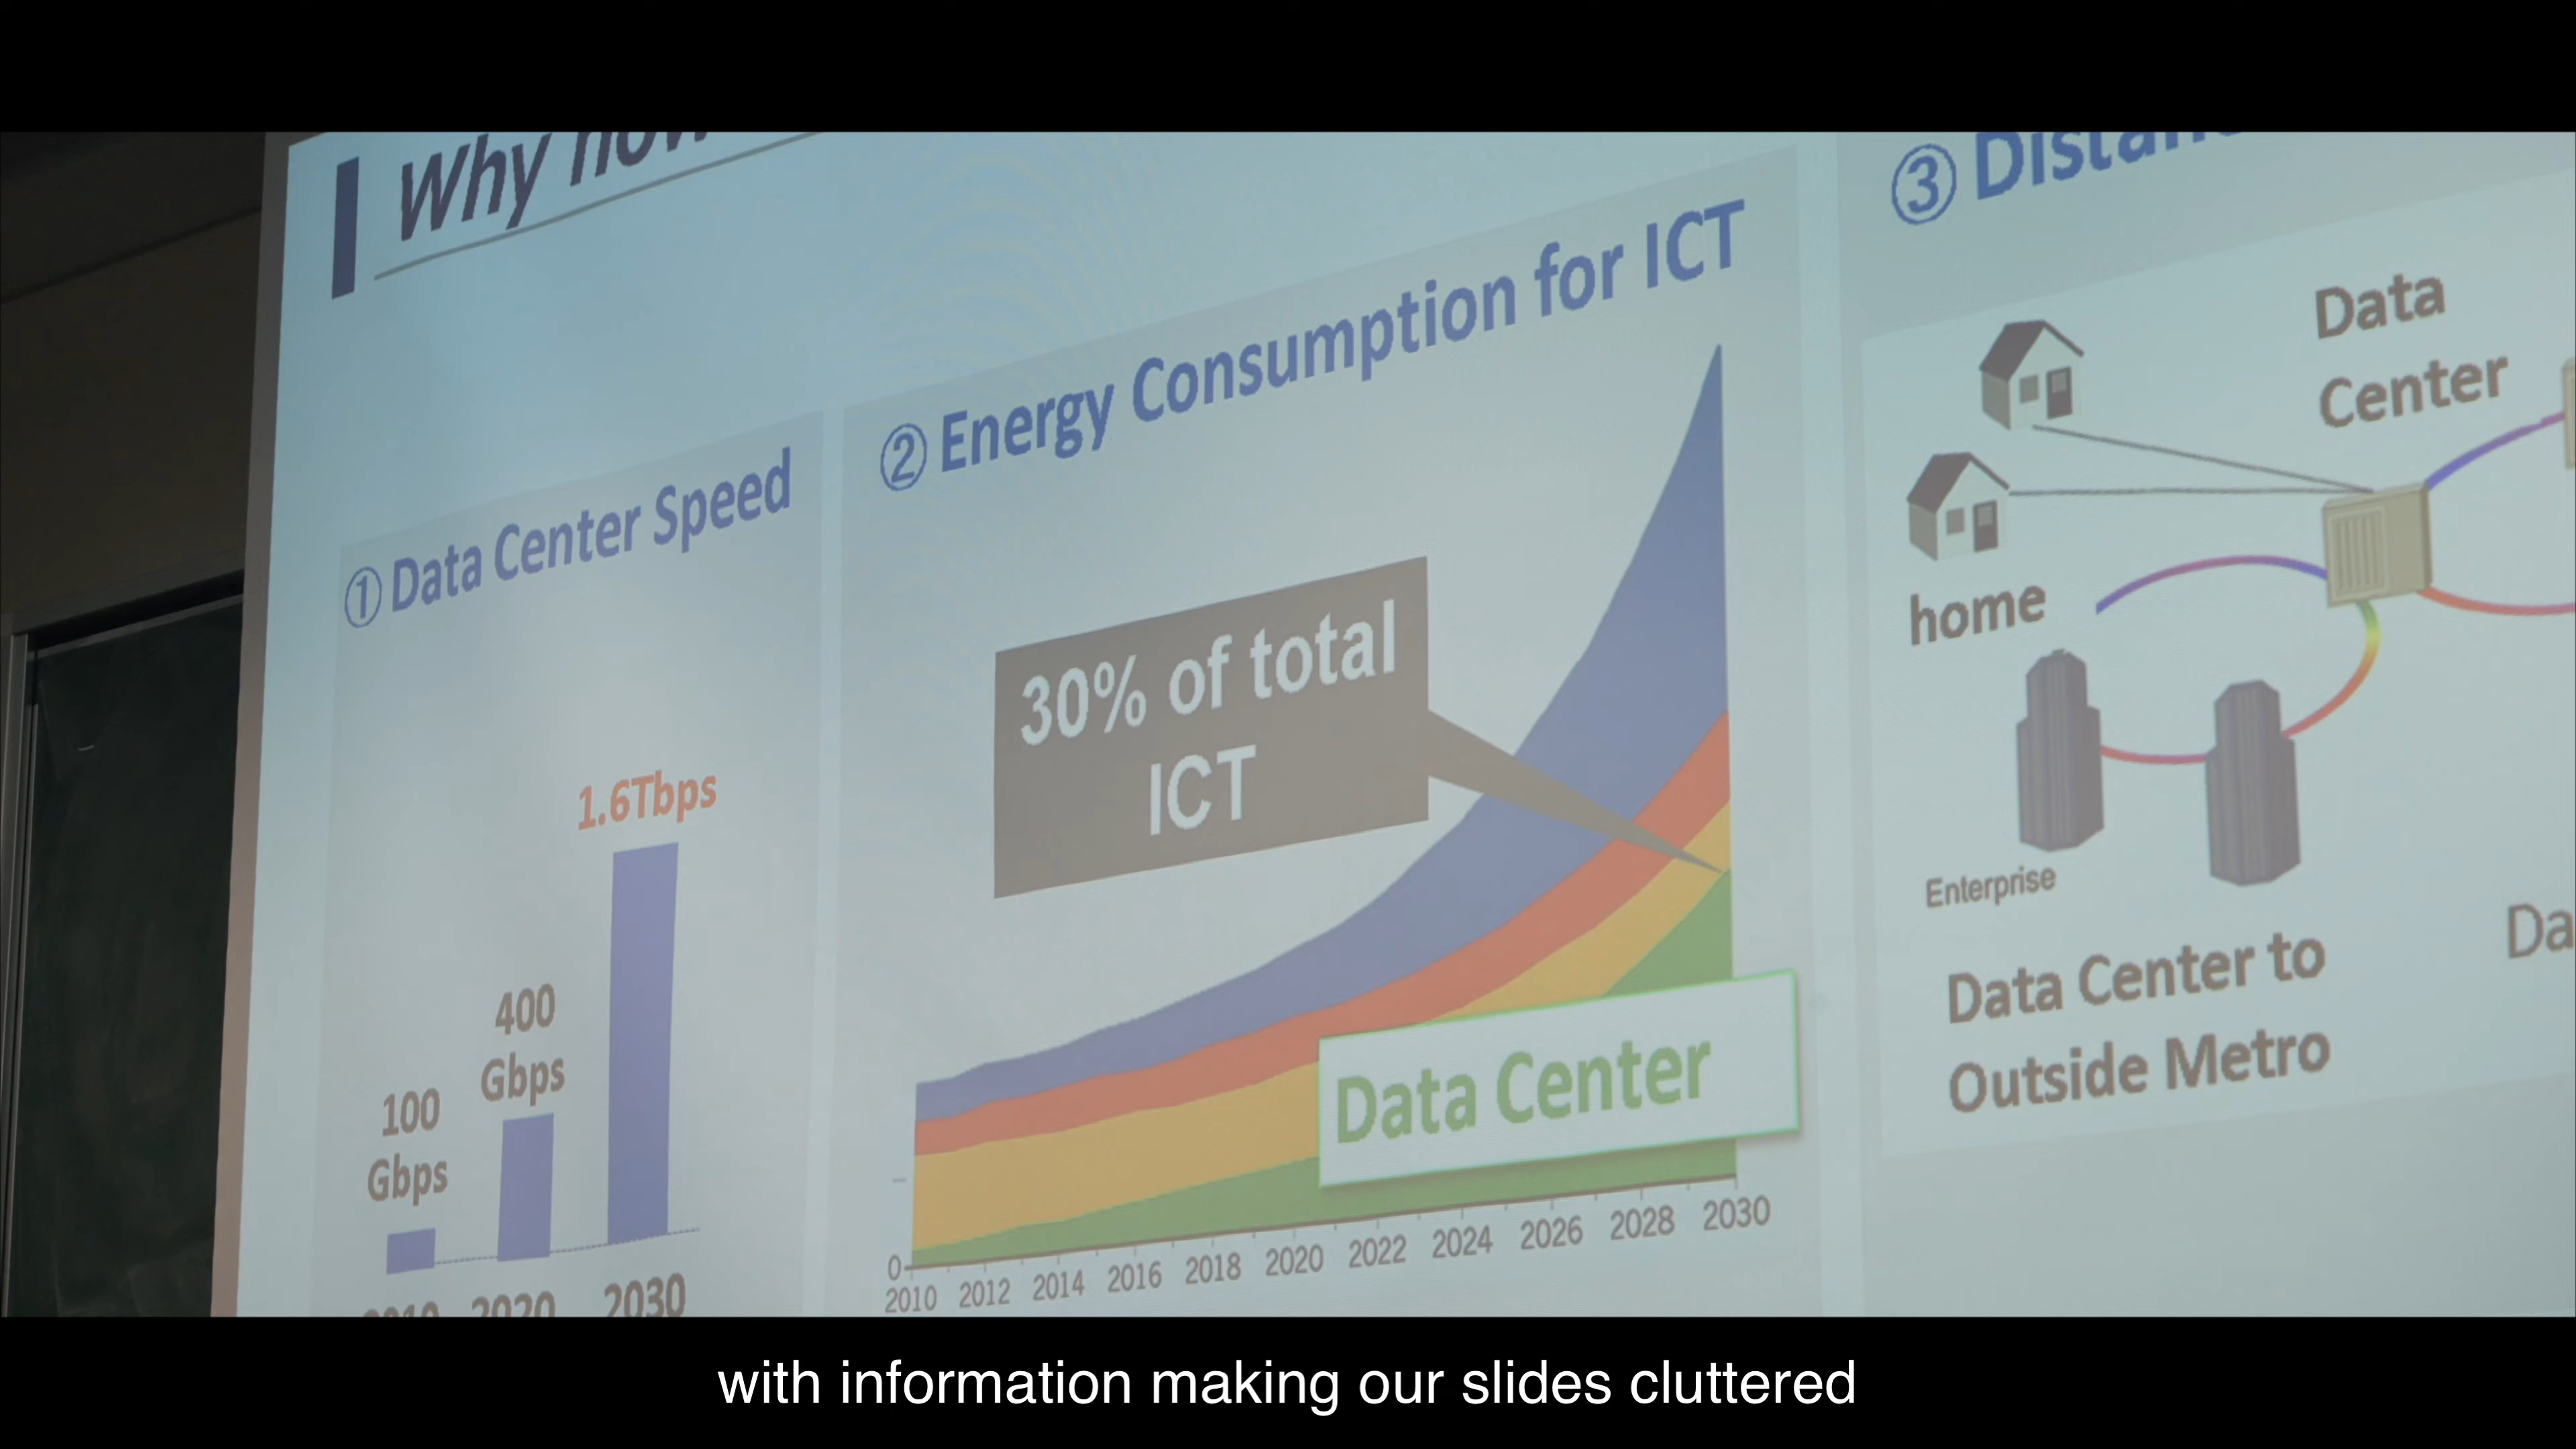 Why now
① Data Center Speed
1.6Tbps
400
Gbps
100
Gbps
2020
2030
② Energy Consumption for ICT
30% of total
ICT
Data Center
0
2010 2012 2014 2016 2018 2020 2022 2024 2026 2028 2030
③
Data
Center
home
Enterprise
Data Center to
Outside Metro
with information making our slides cluttered